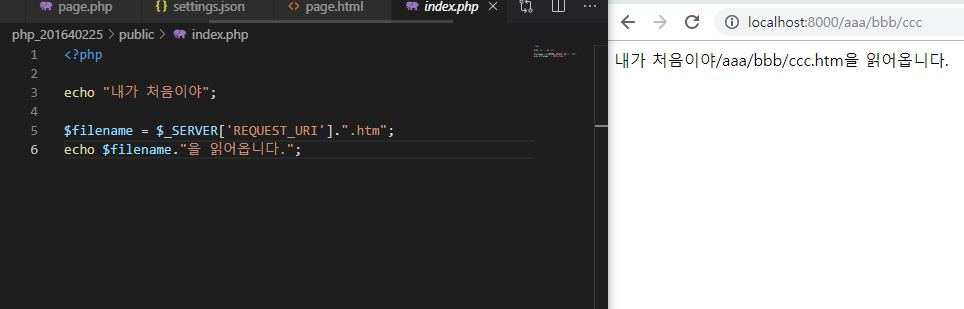 page.php settings.json page.html index.php
php_201640225 > public > index.php
1 <?php
2
3 echo "내가 처음이야";
4
5 $filename = $_SERVER['REQUEST_URI'].".htm";
6 echo $filename."을 읽어옵니다.";
localhost:8000/aaa/bbb/ccc
내가 처음이야/aaa/bbb/ccc.htm을 읽어옵니다.